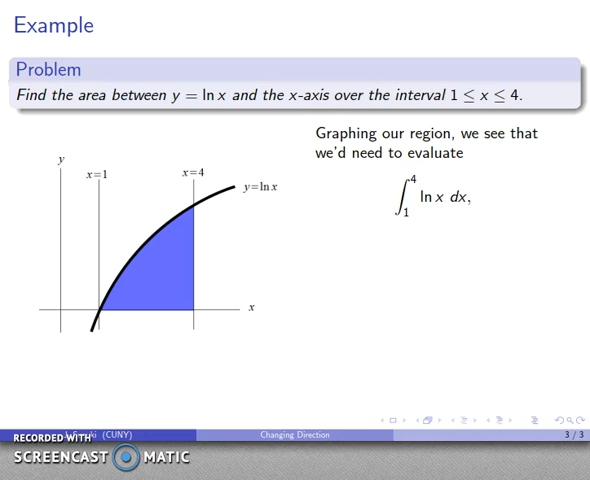 Example
Problem
Find the area between y = ln x and the x-axis over the interval 1 ≤ x ≤ 4.
Graphing our region, we see that
we'd need to evaluate
∫₁⁴ ln x dx,
y
x=1
x=4
y=ln x
x
(CUNY)
Changing Direction
3 / 3
RECORDED WITH
SCREENCAST MATIC